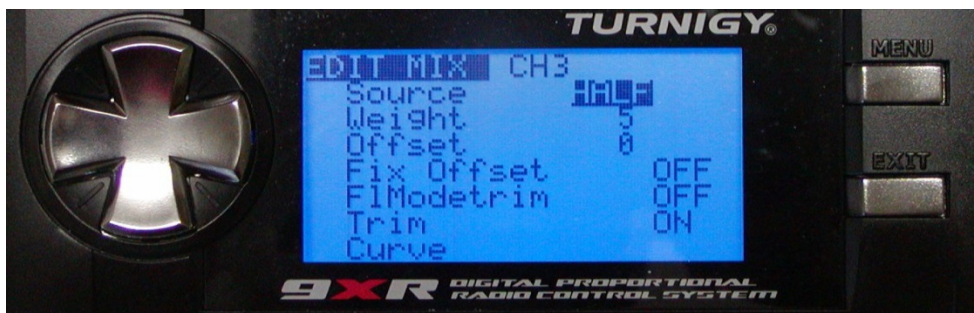 TURNIGY®
MENU
EDIT MIX CH3
Source HALF
Weight 5
Offset 0
Fix Offset OFF
FlModetrim OFF
Trim ON
Curve
EXIT
9XR DIGITAL PROPORTIONAL
RADIO CONTROL SYSTEM